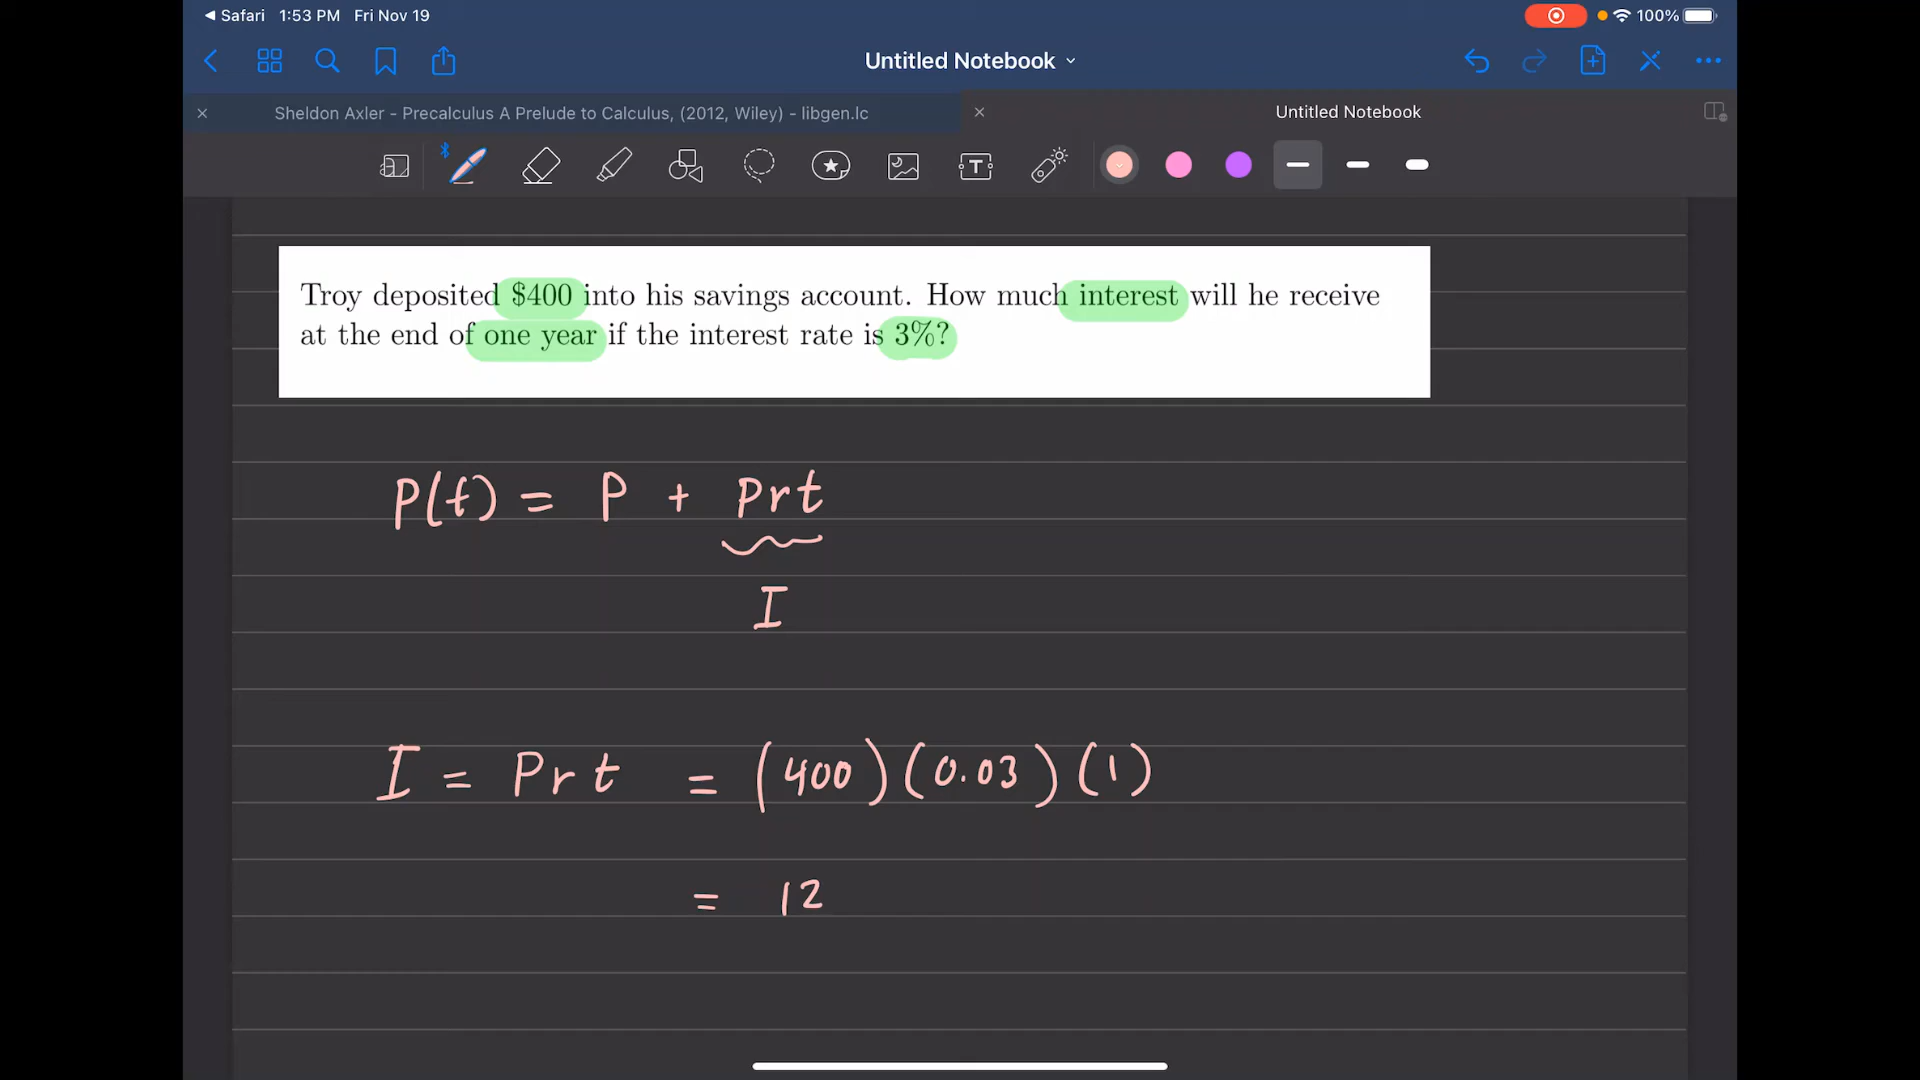 Safari 1:53 PM Fri Nov 19 100%
Untitled Notebook
Sheldon Axler - Precalculus A Prelude to Calculus, (2012, Wiley) - libgen.lc Untitled Notebook
Troy deposited $400 into his savings account. How much interest will he receive
at the end of one year if the interest rate is 3%?
P(t) = P + Prt
I
I = Prt = (400)(0.03)(1)
= 12